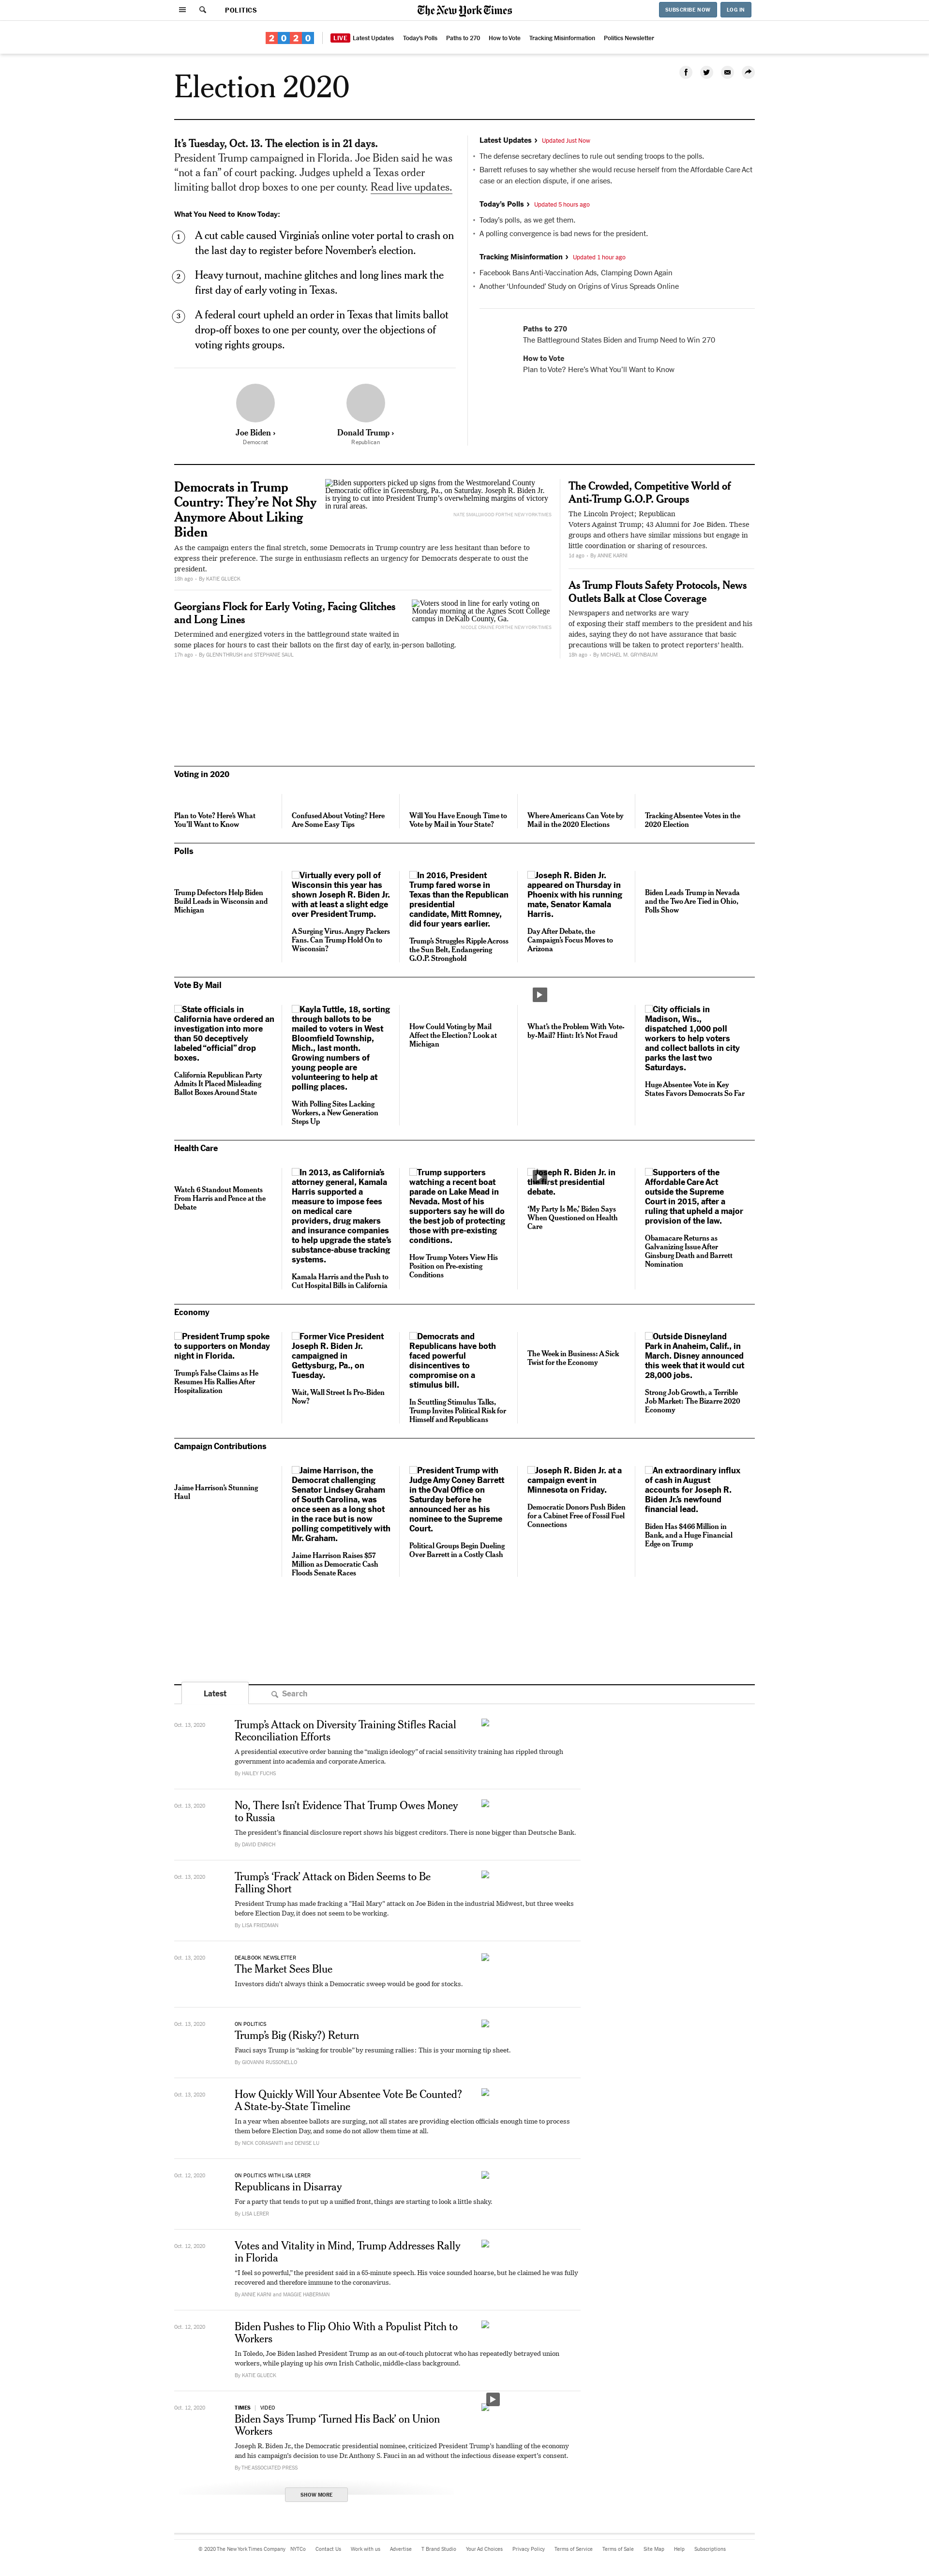 POLITICS
The New York Times
SUBSCRIBE NOW
LOG IN
2020
LIVE Latest Updates
Today's Polls
Paths to 270
How to Vote
Tracking Misinformation
Politics Newsletter
Election 2020
It's Tuesday, Oct. 13. The election is in 21 days.
President Trump campaigned in Florida. Joe Biden said he was
“not a fan” of court packing. Judges upheld a Texas order
limiting ballot drop boxes to one per county. Read live updates.
What You Need to Know Today:
1
A cut cable caused Virginia's online voter portal to crash on
the last day to register before November's election.
2
Heavy turnout, machine glitches and long lines mark the
first day of early voting in Texas.
3
A federal court upheld an order in Texas that limits ballot
drop-off boxes to one per county, over the objections of
voting rights groups.
Joe Biden ›
Democrat
Donald Trump ›
Republican
Latest Updates › Updated Just Now
• The defense secretary declines to rule out sending troops to the polls.
• Barrett refuses to say whether she would recuse herself from the Affordable Care Act
case or an election dispute, if one arises.
Today's Polls › Updated 5 hours ago
• Today's polls, as we get them.
• A polling convergence is bad news for the president.
Tracking Misinformation › Updated 1 hour ago
• Facebook Bans Anti-Vaccination Ads, Clamping Down Again
• Another ‘Unfounded’ Study on Origins of Virus Spreads Online
Paths to 270
The Battleground States Biden and Trump Need to Win 270
How to Vote
Plan to Vote? Here's What You'll Want to Know
Democrats in Trump
Country: They're Not Shy
Anymore About Liking
Biden
Biden supporters picked up signs from the Westmoreland County
Democratic office in Greensburg, Pa., on Saturday. Joseph R. Biden Jr.
is trying to cut into President Trump's overwhelming margins of victory
in rural areas.
NATE SMALLWOOD FOR THE NEW YORK TIMES
As the campaign enters the final stretch, some Democrats in Trump country are less hesitant than before to
express their preference. The surge in enthusiasm reflects an urgency for Democrats desperate to oust the
president.
16h ago – By KATIE GLUECK
Georgians Flock for Early Voting, Facing Glitches
and Long Lines
Voters stood in line for early voting on
Monday morning at the Agnes Scott College
campus in DeKalb County, Ga.
NICOLE CRAINE FOR THE NEW YORK TIMES
Determined and energized voters in the battleground state waited in
some places for hours to cast their ballots on the first day of early, in-person balloting.
17h ago – By GLENN THRUSH and STEPHANIE SAUL
The Crowded, Competitive World of
Anti-Trump G.O.P. Groups
The Lincoln Project; Republican
Voters Against Trump; 43 Alumni for Joe Biden. These
groups and others have similar missions but engage in
little coordination or sharing of resources.
1d ago – By ANNIE KARNI
As Trump Flouts Safety Protocols, News
Outlets Balk at Close Coverage
Newspapers and networks are wary
of exposing their staff members to the president and his
aides, saying they do not have assurance that basic
precautions will be taken to protect reporters' health.
18h ago – By MICHAEL M. GRYNBAUM
Voting in 2020
Plan to Vote? Here's What
You'll Want to Know
Confused About Voting? Here
Are Some Easy Tips
Will You Have Enough Time to
Vote by Mail in Your State?
Where Americans Can Vote by
Mail in the 2020 Elections
Tracking Absentee Votes in the
2020 Election
Polls
Trump Defectors Help Biden
Build Leads in Wisconsin and
Michigan
Virtually every poll of
Wisconsin this year has
shown Joseph R. Biden Jr.
with at least a slight edge
over President Trump.
A Surging Virus. Angry Packers
Fans. Can Trump Hold On to
Wisconsin?
In 2016, President
Trump fared worse in
Texas than the Republican
presidential
candidate, Mitt Romney,
did four years earlier.
Trump's Struggles Ripple Across
the Sun Belt, Endangering
G.O.P. Stronghold
Joseph R. Biden Jr.
appeared on Thursday in
Phoenix with his running
mate, Senator Kamala
Harris.
Day After Debate, the
Campaign's Focus Moves to
Arizona
Biden Leads Trump in Nevada
and the Two Are Tied in Ohio,
Polls Show
Vote By Mail
State officials in
California have ordered an
investigation into more
than 50 deceptively
labeled “official” drop
boxes.
California Republican Party
Admits It Placed Misleading
Ballot Boxes Around State
Kayla Tuttle, 18, sorting
through ballots to be
mailed to voters in West
Bloomfield Township,
Mich., last month.
Growing numbers of
young people are
volunteering to help at
polling places.
With Polling Sites Lacking
Workers, a New Generation
Steps Up
How Could Voting by Mail
Affect the Election? Look at
Michigan
What's the Problem With Vote-
by-Mail? Hint: It's Not Fraud
City officials in
Madison, Wis.,
dispatched 1,000 poll
workers to help voters
and collect ballots in city
parks the last two
Saturdays.
Huge Absentee Vote in Key
States Favors Democrats So Far
Health Care
Watch 6 Standout Moments
From Harris and Pence at the
Debate
In 2013, as California's
attorney general, Kamala
Harris supported a
measure to impose fees
on medical care
providers, drug makers
and insurance companies
to help upgrade the state's
substance-abuse tracking
systems.
Kamala Harris and the Push to
Cut Hospital Bills in California
Trump supporters
watching a recent boat
parade on Lake Mead in
Nevada. Most of his
supporters say he will do
the best job of protecting
those with pre-existing
conditions.
How Trump Voters View His
Position on Pre-existing
Conditions
Joseph R. Biden Jr. in
the first presidential
debate.
‘My Party Is Me,’ Biden Says
When Questioned on Health
Care
Supporters of the
Affordable Care Act
outside the Supreme
Court in 2015, after a
ruling that upheld a major
provision of the law.
Obamacare Returns as
Galvanizing Issue After
Ginsburg Death and Barrett
Nomination
Economy
President Trump spoke
to supporters on Monday
night in Florida.
Trump's False Claims as He
Resumes His Rallies After
Hospitalization
Former Vice President
Joseph R. Biden Jr.
campaigned in
Gettysburg, Pa., on
Tuesday.
Wait, Wall Street Is Pro-Biden
Now?
Democrats and
Republicans have both
faced powerful
disincentives to
compromise on a
stimulus bill.
In Scuttling Stimulus Talks,
Trump Invites Political Risk for
Himself and Republicans
The Week in Business: A Sick
Twist for the Economy
Outside Disneyland
Park in Anaheim, Calif., in
March. Disney announced
this week that it would cut
28,000 jobs.
Strong Job Growth, a Terrible
Job Market: The Bizarre 2020
Economy
Campaign Contributions
Jaime Harrison's Stunning
Haul
Jaime Harrison, the
Democrat challenging
Senator Lindsey Graham
of South Carolina, was
once seen as a long shot
in the race but is now
polling competitively with
Mr. Graham.
Jaime Harrison Raises $57
Million as Democratic Cash
Floods Senate Races
President Trump with
Judge Amy Coney Barrett
in the Oval Office on
Saturday before he
announced her as his
nominee to the Supreme
Court.
Political Groups Begin Dueling
Over Barrett in a Costly Clash
Joseph R. Biden Jr. at a
campaign event in
Minnesota on Friday.
Democratic Donors Push Biden
for a Cabinet Free of Fossil Fuel
Connections
An extraordinary influx
of cash in August
accounts for Joseph R.
Biden Jr.'s newfound
financial lead.
Biden Has $466 Million in
Bank, and a Huge Financial
Edge on Trump
Latest
Search
Oct. 13, 2020
Trump's Attack on Diversity Training Stifles Racial
Reconciliation Efforts
A presidential executive order banning the “malign ideology” of racial sensitivity training has rippled through
government into academia and corporate America.
By HAILEY FUCHS
Oct. 13, 2020
No, There Isn't Evidence That Trump Owes Money
to Russia
The president's financial disclosure report shows his biggest creditors. There is none bigger than Deutsche Bank.
By DAVID ENRICH
Oct. 13, 2020
Trump's ‘Frack’ Attack on Biden Seems to Be
Falling Short
President Trump has made fracking a “Hail Mary” attack on Joe Biden in the industrial Midwest, but three weeks
before Election Day, it does not seem to be working.
By LISA FRIEDMAN
Oct. 13, 2020
DEALBOOK NEWSLETTER
The Market Sees Blue
Investors didn't always think a Democratic sweep would be good for stocks.
Oct. 13, 2020
ON POLITICS
Trump's Big (Risky?) Return
Fauci says Trump is “asking for trouble” by resuming rallies: This is your morning tip sheet.
By GIOVANNI RUSSONELLO
Oct. 13, 2020
How Quickly Will Your Absentee Vote Be Counted?
A State-by-State Timeline
In a year when absentee ballots are surging, not all states are providing election officials enough time to process
them before Election Day, and some do not allow them time at all.
By NICK CORASANITI and DENISE LU
Oct. 12, 2020
ON POLITICS WITH LISA LERER
Republicans in Disarray
For a party that tends to put up a unified front, things are starting to look a little shaky.
By LISA LERER
Oct. 12, 2020
Votes and Vitality in Mind, Trump Addresses Rally
in Florida
“I feel so powerful,” the president said in a 65-minute speech. His voice sounded hoarse, but he claimed he was fully
recovered and therefore immune to the coronavirus.
By ANNIE KARNI and MAGGIE HABERMAN
Oct. 12, 2020
Biden Pushes to Flip Ohio With a Populist Pitch to
Workers
In Toledo, Joe Biden lashed President Trump as an out-of-touch plutocrat who has repeatedly betrayed union
workers, while playing up his own Irish Catholic, middle-class background.
By KATIE GLUECK
Oct. 12, 2020
TIMES | VIDEO
Biden Says Trump ‘Turned His Back’ on Union
Workers
Joseph R. Biden Jr., the Democratic presidential nominee, criticized President Trump's handling of the economy
and his campaign's decision to use Dr. Anthony S. Fauci in an ad without the infectious disease expert's consent.
By THE ASSOCIATED PRESS
SHOW MORE
© 2020 The New York Times Company
NYTCo
Contact Us
Work with us
Advertise
T Brand Studio
Your Ad Choices
Privacy Policy
Terms of Service
Terms of Sale
Site Map
Help
Subscriptions